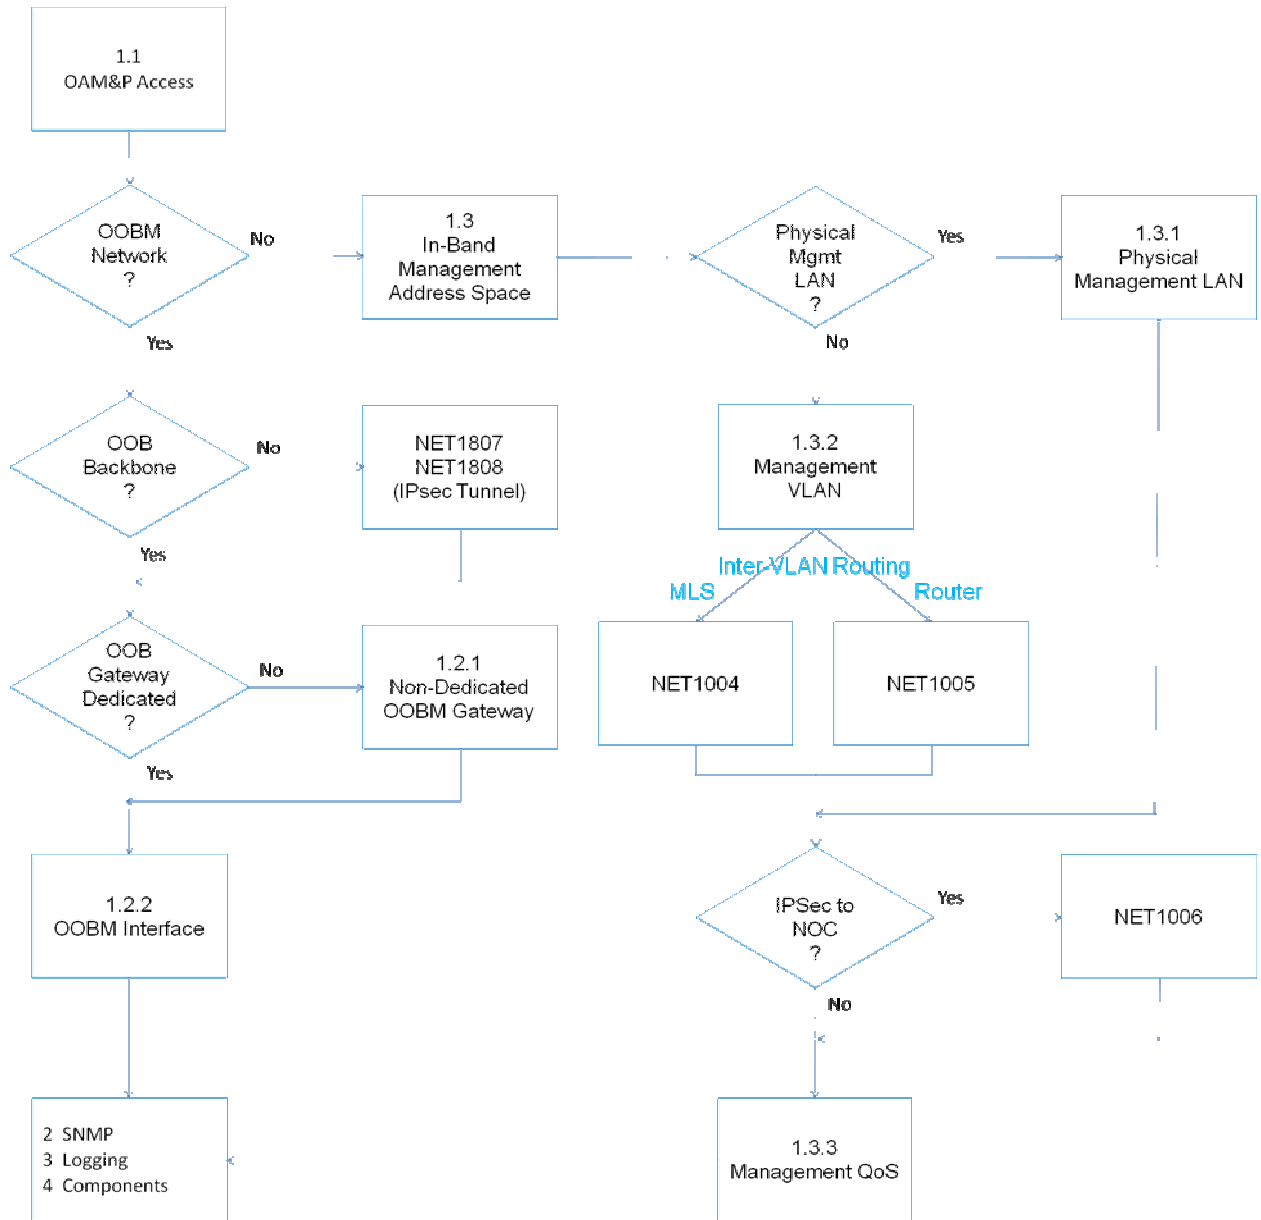 1.1
OAM&P Access
OOBM
Network
?
No
Yes
1.3
In-Band
Management
Address Space
Physical
Mgmt
LAN
?
Yes
No
1.3.1
Physical
Management LAN
OOB
Backbone
?
No
Yes
NET1807
NET1808
(IPsec Tunnel)
1.3.2
Management
VLAN
Inter-VLAN Routing
MLS
Router
OOB
Gateway
Dedicated
?
No
Yes
1.2.1
Non-Dedicated
OOBM Gateway
NET1004
NET1005
1.2.2
OOBM Interface
IPSec to
NOC
?
Yes
No
NET1006
2 SNMP
3 Logging
4 Components
1.3.3
Management QoS